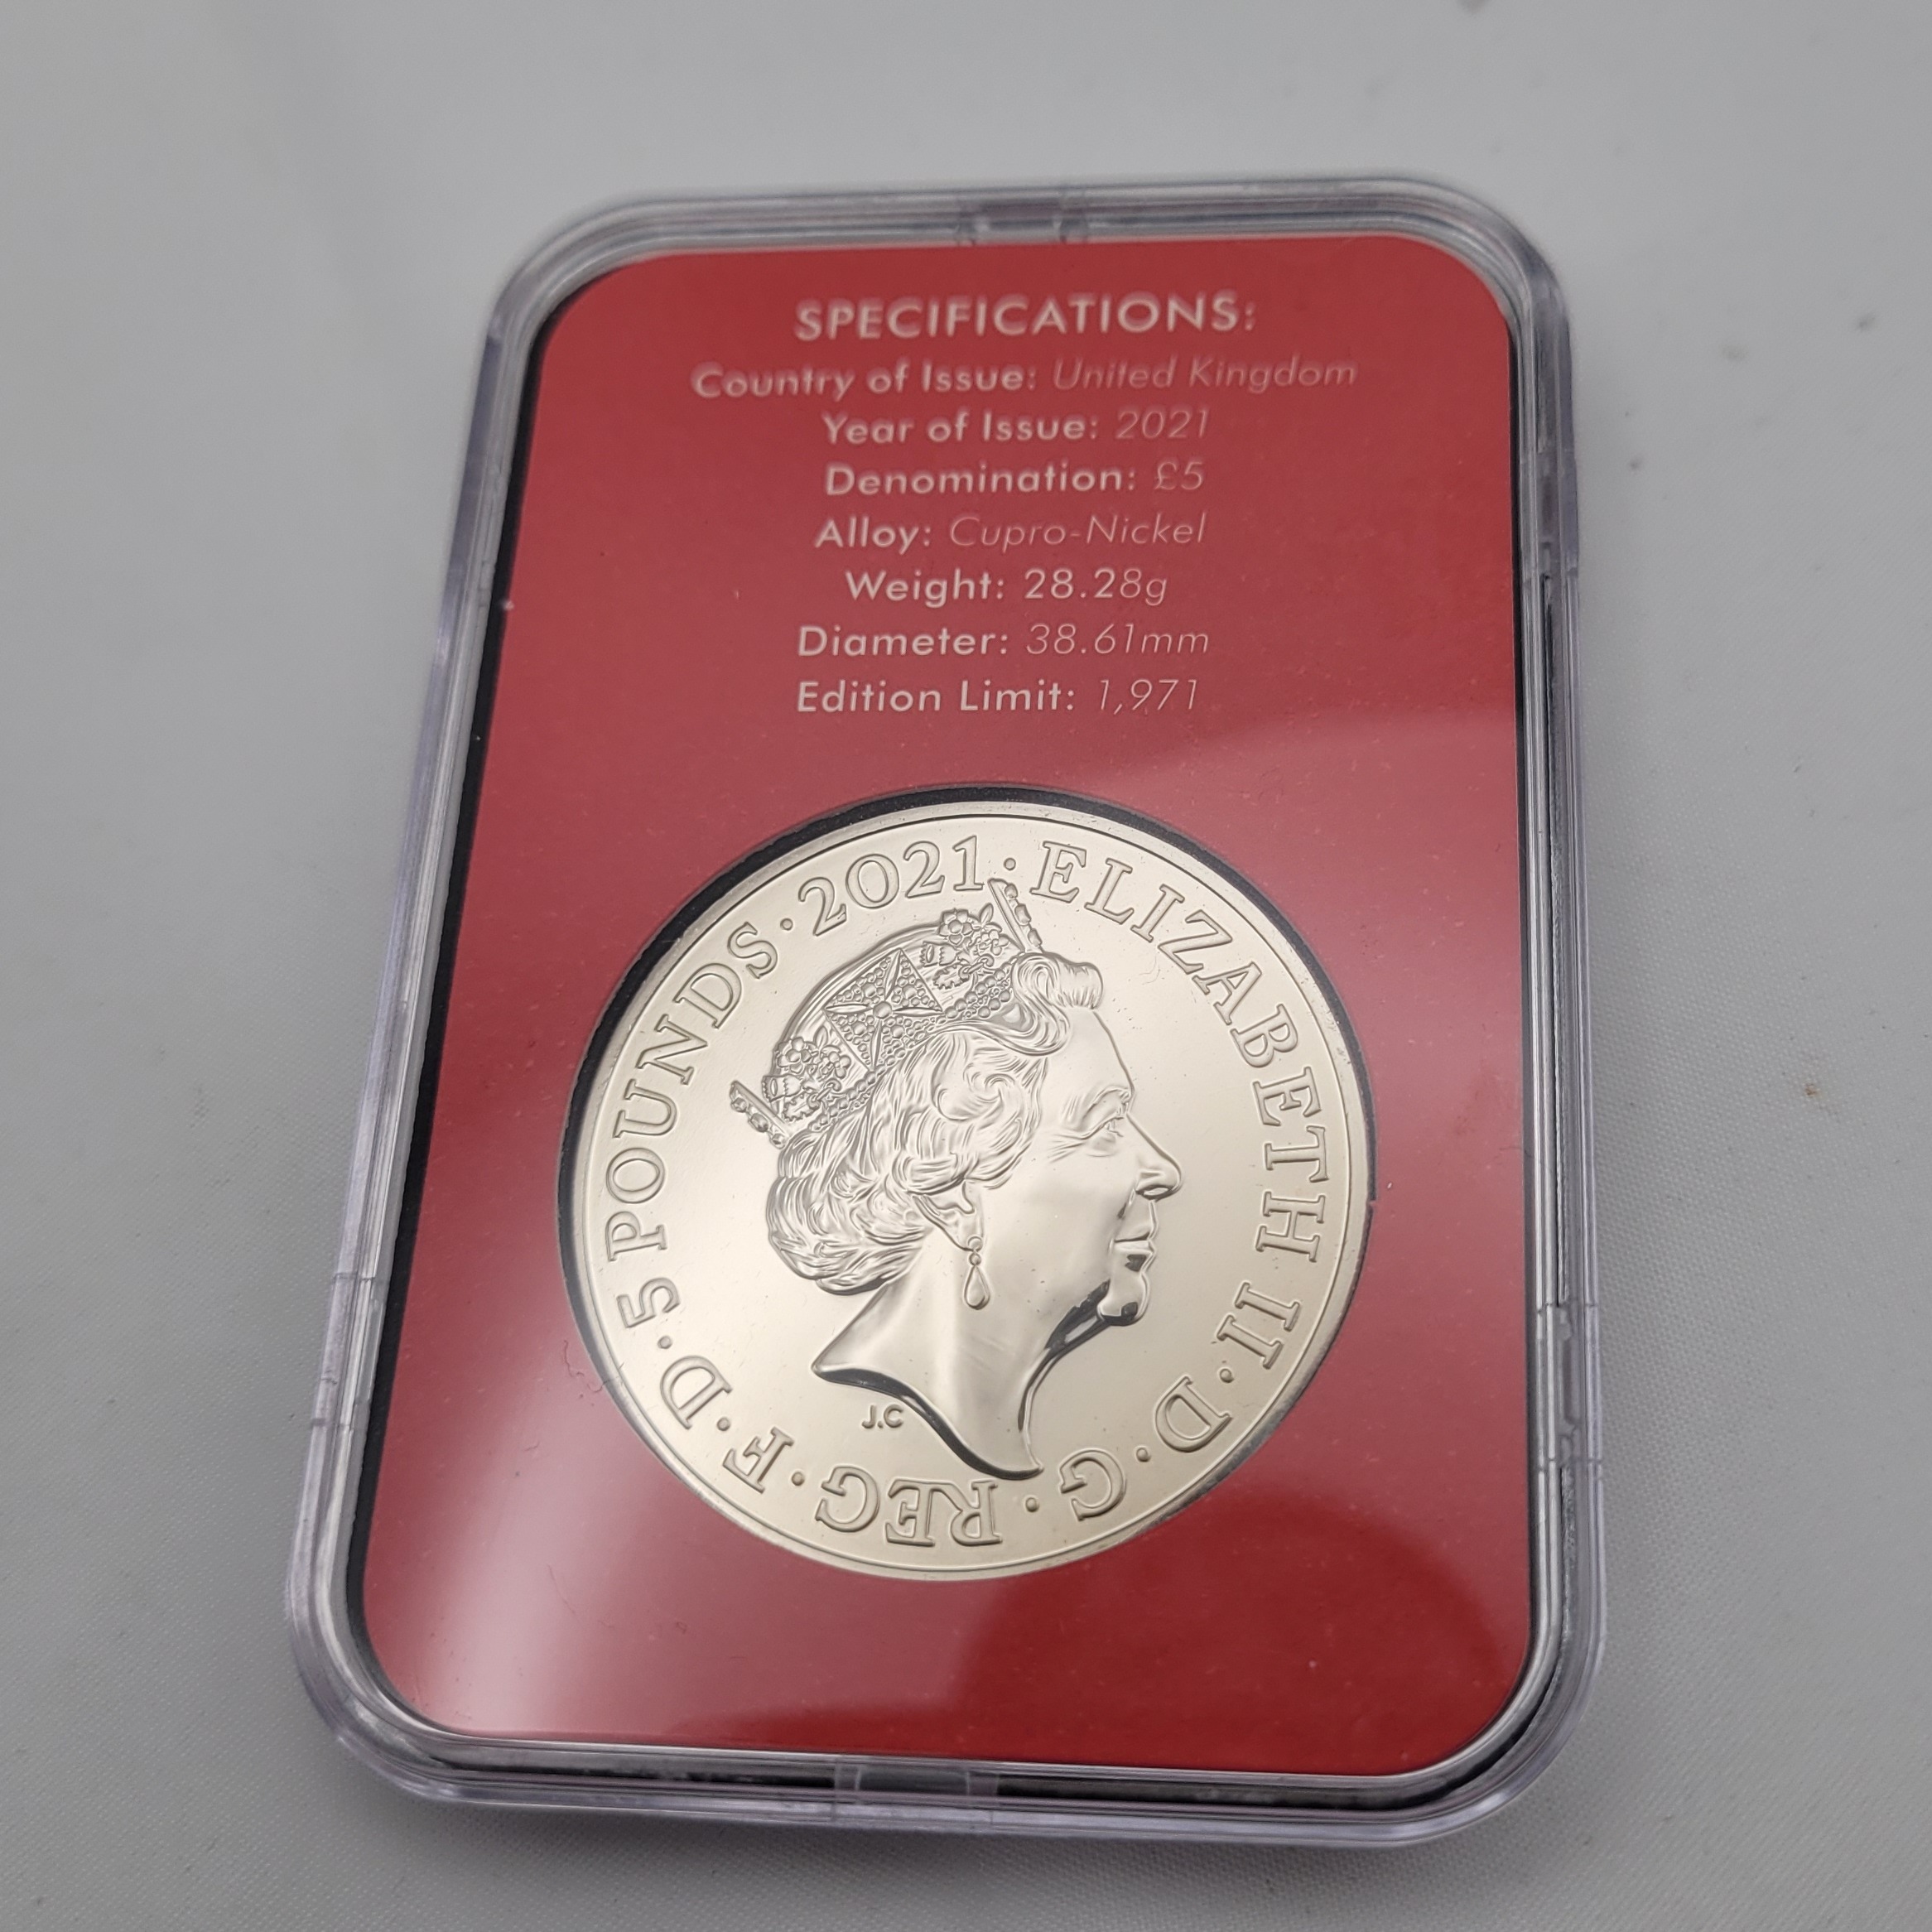 SPECIFICATIONS:
Country of Issue: United Kingdom
Year of Issue: 2021
Denomination: £5
Alloy: Cupro-Nickel
Weight: 28.28g
Diameter: 38.61mm
Edition Limit: 1,971
ELIZABETH II · D · G · REG · F · D · 5 POUNDS · 2021 ·
J.C